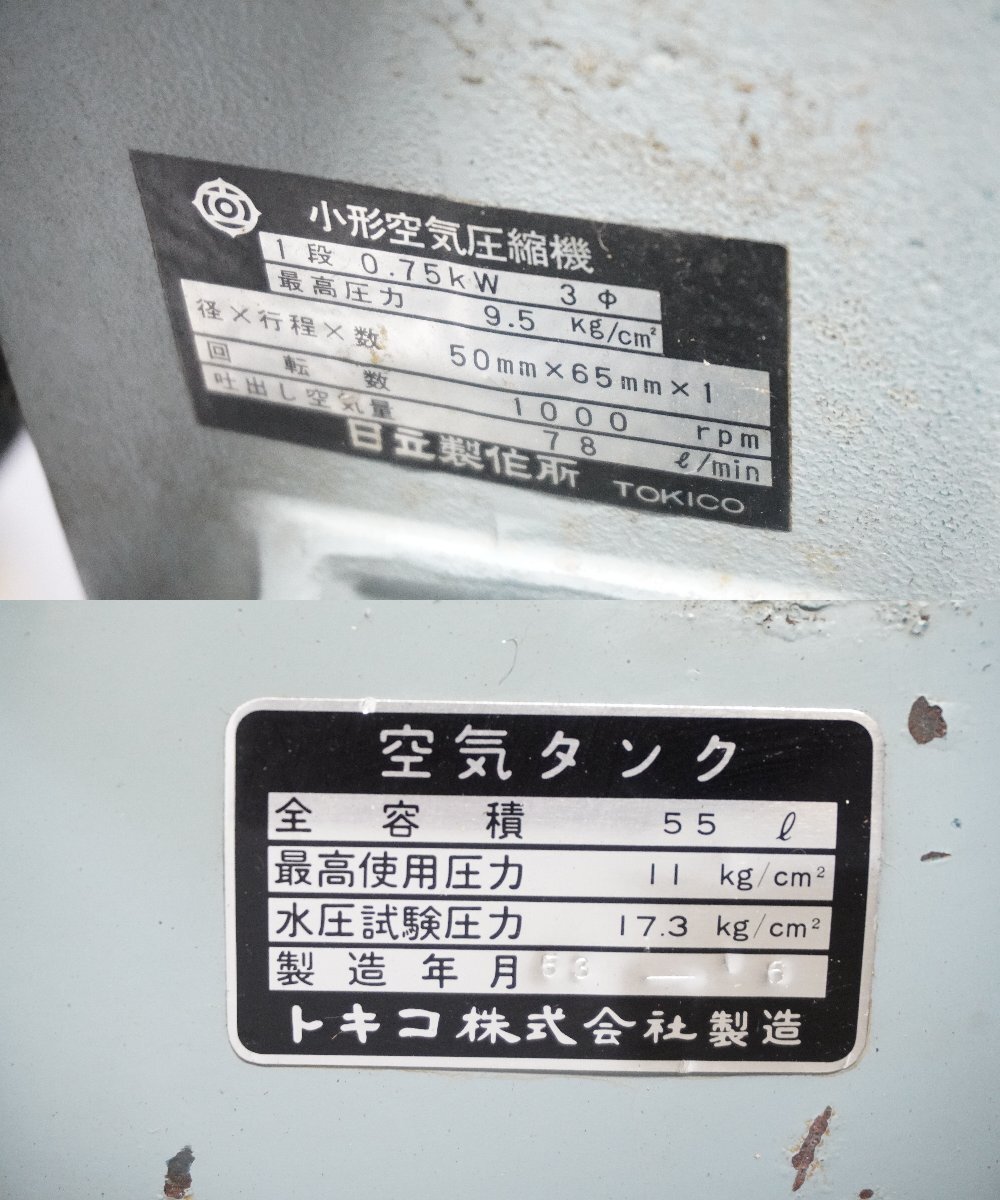 小形空気圧縮機
1段 0.75kW 3Φ
最高圧力 9.5 Kg/cm²
径×行程×数 50mm×65mm×1
回転数 1000 rpm
吐出し空気量 78 ℓ/min
日立製作所 TOKICO
空気タンク
全容積 55 ℓ
最高使用圧力 11 kg/cm²
水圧試験圧力 17.3 kg/cm²
製造年月 53 — 6
トキコ株式会社製造